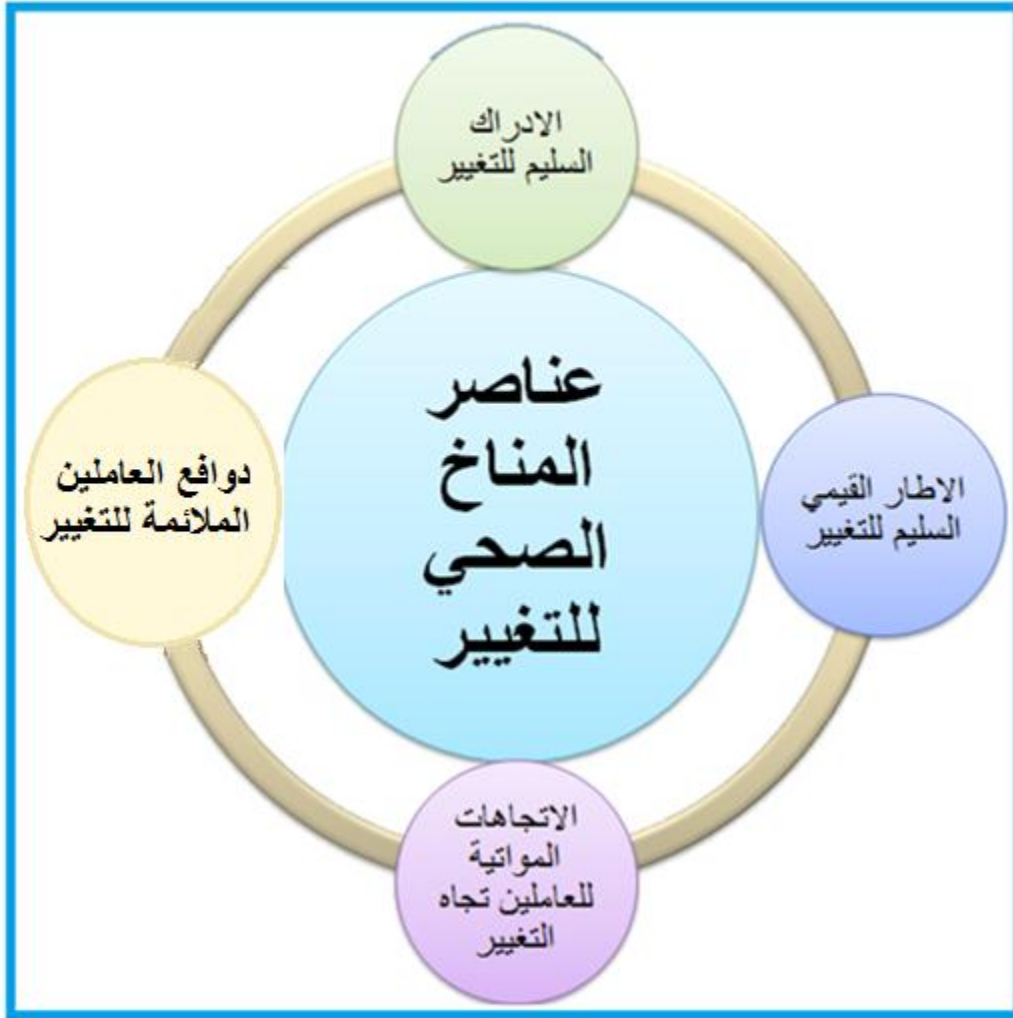 الادراك
السليم للتغيير
عناصر
المناخ
الصحي
للتغيير
الاطار القيمي
السليم للتغيير
دوافع العاملين
الملائمة للتغيير
الاتجاهات
المواتية
للعاملين تجاه
التغيير